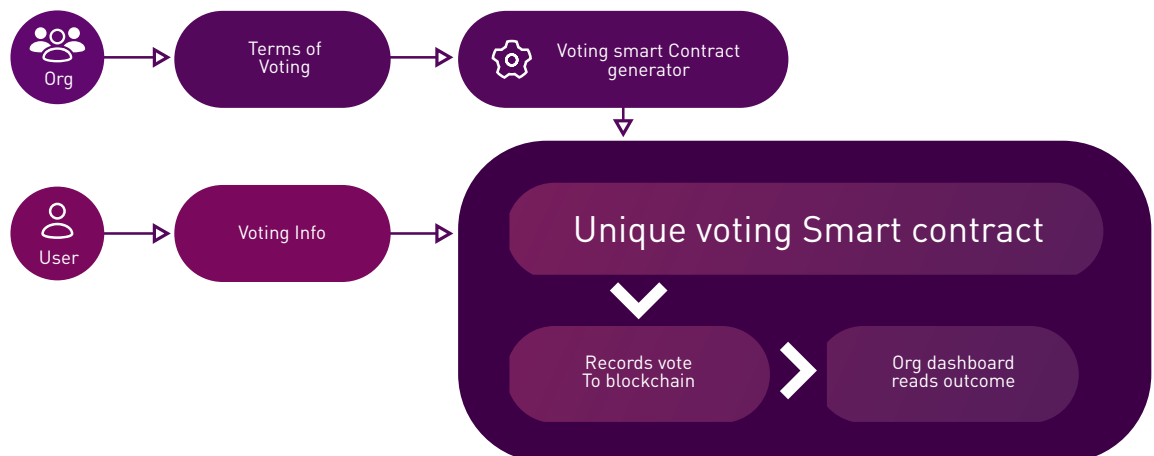 Org
Terms of
Voting
Voting smart Contract
generator
User
Voting Info
Unique voting Smart contract
Records vote
To blockchain
Org dashboard
reads outcome